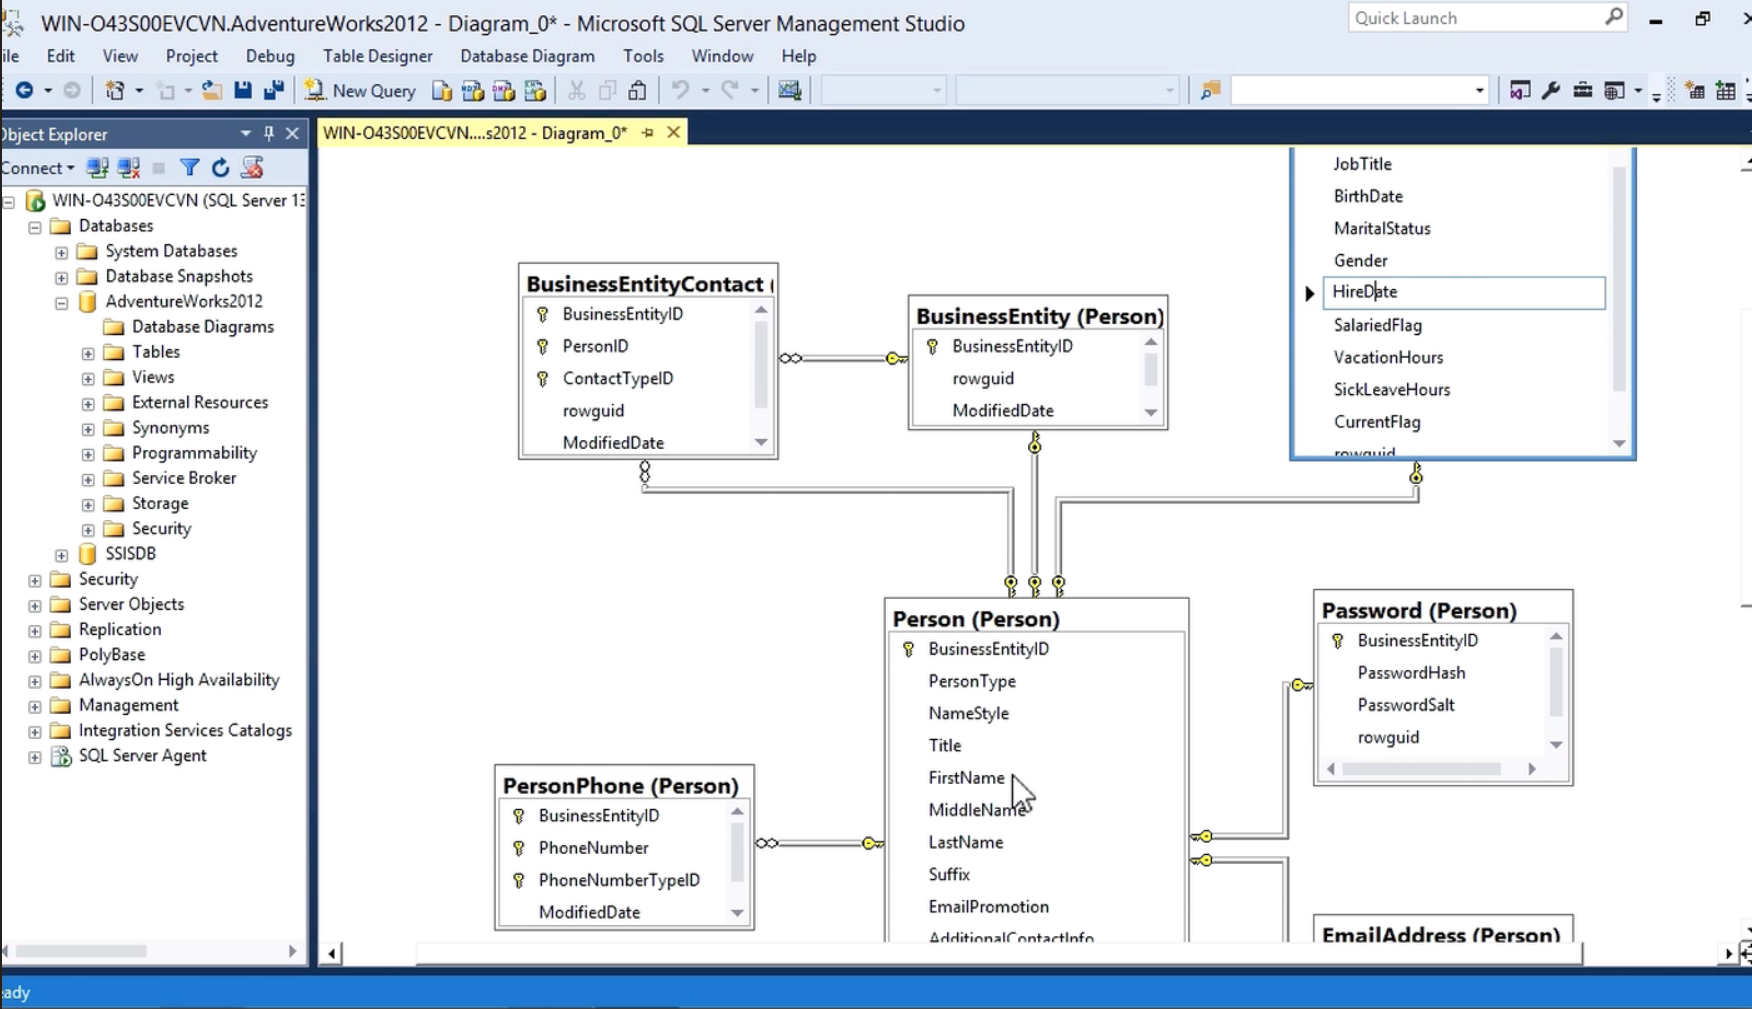 WIN-O43S00EVCVN.AdventureWorks2012 - Diagram_0* - Microsoft SQL Server Management Studio
Quick Launch
ile Edit View Project Debug Table Designer Database Diagram Tools Window Help
New Query
Object Explorer
Connect
WIN-O43S00EVCVN (SQL Server 13
Databases
System Databases
Database Snapshots
AdventureWorks2012
Database Diagrams
Tables
Views
External Resources
Synonyms
Programmability
Service Broker
Storage
Security
SSISDB
Security
Server Objects
Replication
PolyBase
AlwaysOn High Availability
Management
Integration Services Catalogs
SQL Server Agent
WIN-O43S00EVCVN....s2012 - Diagram_0*
JobTitle
BirthDate
MaritalStatus
Gender
HireDate
SalariedFlag
VacationHours
SickLeaveHours
CurrentFlag
rowguid
BusinessEntityContact (
BusinessEntityID
PersonID
ContactTypeID
rowguid
ModifiedDate
BusinessEntity (Person)
BusinessEntityID
rowguid
ModifiedDate
Person (Person)
BusinessEntityID
PersonType
NameStyle
Title
FirstName
MiddleName
LastName
Suffix
EmailPromotion
AdditionalContactInfo
Password (Person)
BusinessEntityID
PasswordHash
PasswordSalt
rowguid
PersonPhone (Person)
BusinessEntityID
PhoneNumber
PhoneNumberTypeID
ModifiedDate
EmailAddress (Person)
eady